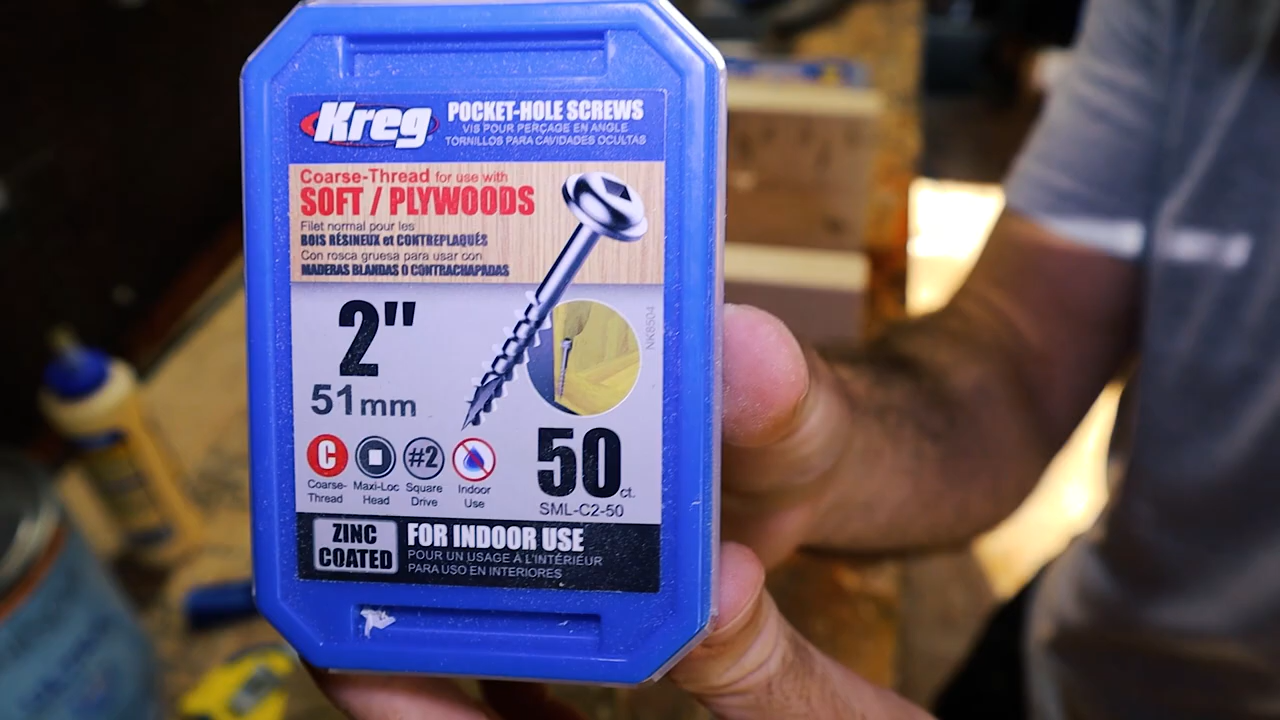 Kreg
POCKET-HOLE SCREWS
VIS POUR PERÇAGE EN ANGLE
TORNILLOS PARA CAVIDADES OCULTAS
Coarse-Thread for use with
SOFT / PLYWOODS
Filet normal pour les
BOIS RÉSINEUX et CONTREPLAQUÉS
Con rosca gruesa para usar con
MADERAS BLANDAS O CONTRACHAPADAS
2"
51mm
NK8504
C
#2
Coarse-Thread
Maxi-Loc Head
Square Drive
Indoor Use
50 ct.
SML-C2-50
ZINC COATED
FOR INDOOR USE
POUR UN USAGE À L'INTÉRIEUR
PARA USO EN INTERIORES